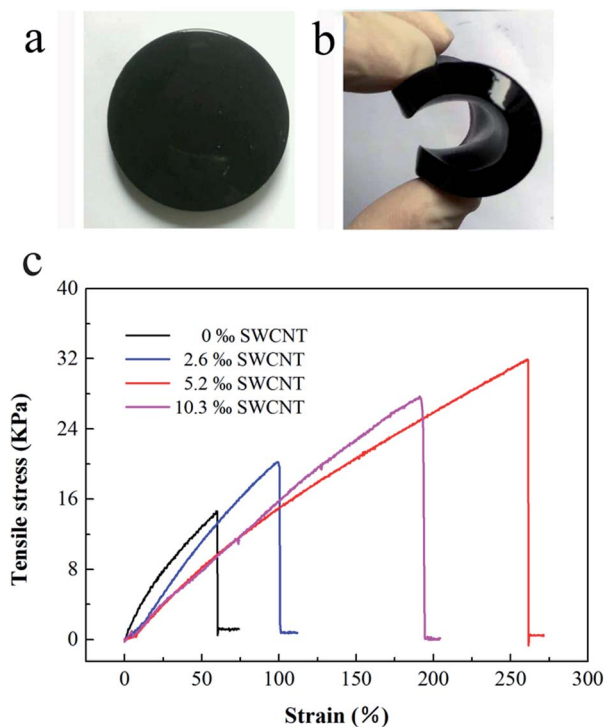 a
b
c
40
32
24
16
8
0
Tensile stress (KPa)
0 ‰ SWCNT
2.6 ‰ SWCNT
5.2 ‰ SWCNT
10.3 ‰ SWCNT
0 50 100 150 200 250 300
Strain (%)